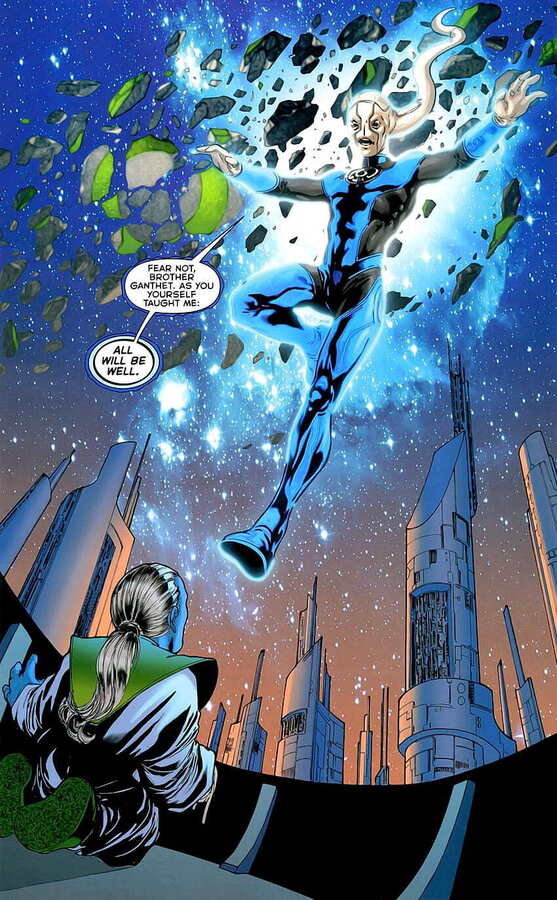 FEAR NOT,
BROTHER
GANTHET. AS YOU
YOURSELF
TAUGHT ME:
ALL
WILL BE
WELL.